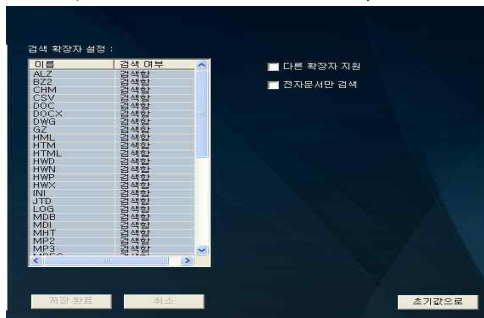 검색 확장자 설정 :
이름 검색 여부
ALZ 검색함
BZ2 검색함
CHM 검색함
CSV 검색함
DOC 검색함
DOCX 검색함
DWG 검색함
GZ 검색함
HML 검색함
HTM 검색함
HTML 검색함
HWD 검색함
HWN 검색함
HWP 검색함
HWX 검색함
INI 검색함
JTD 검색함
LOG 검색함
MDB 검색함
MDI 검색함
MHT 검색함
MP2 검색함
MP3 검색함
다른 확장자 지원
전자문서만 검색
저장 완료
취소
초기값으로